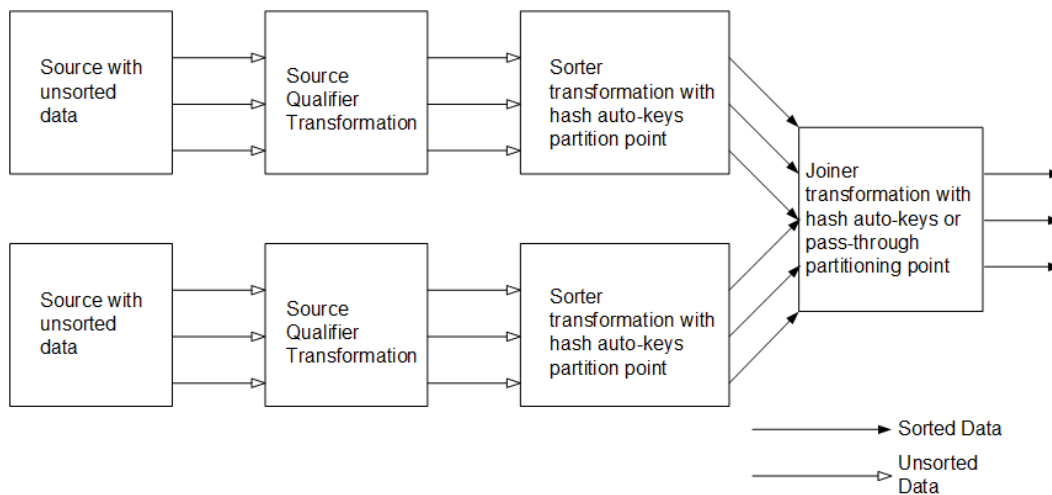 Source with
unsorted
data
Source
Qualifier
Transformation
Sorter
transformation with
hash auto-keys
partition point
Joiner
transformation with
hash auto-keys or
pass-through
partitioning point
Source with
unsorted
data
Source
Qualifier
Transformation
Sorter
transformation with
hash auto-keys
partition point
Sorted Data
Unsorted
Data